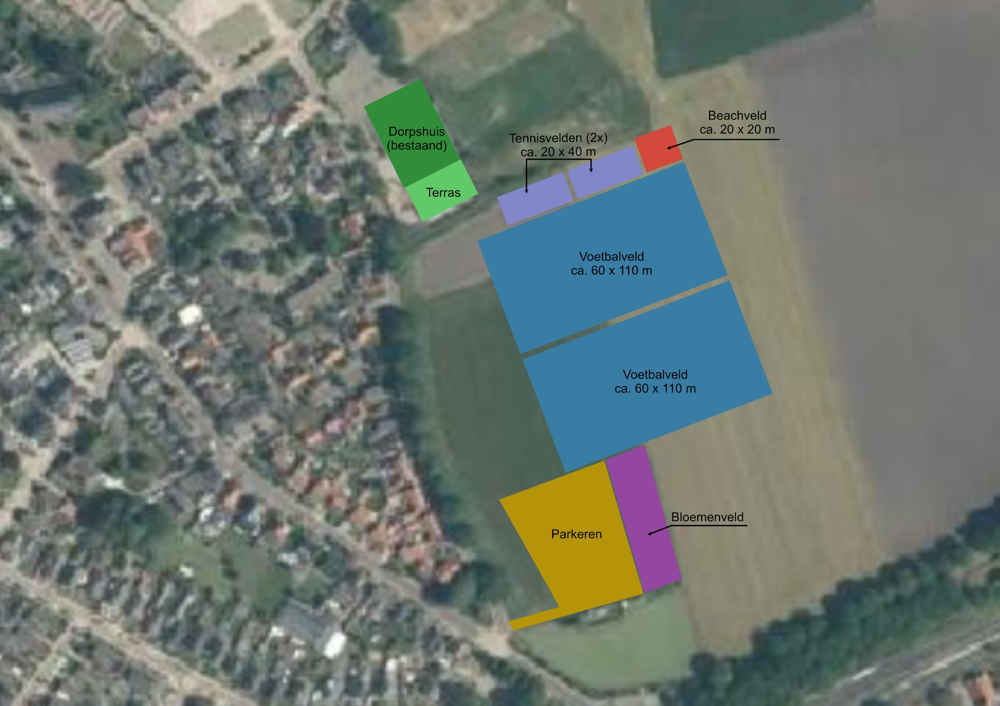 Beachveld
ca. 20 x 20 m
Dorpshuis
(bestaand)
Tennisvelden (2x)
ca. 20 x 40 m
Terras
Voetbalveld
ca. 60 x 110 m
Voetbalveld
ca. 60 x 110 m
Bloemenveld
Parkeren